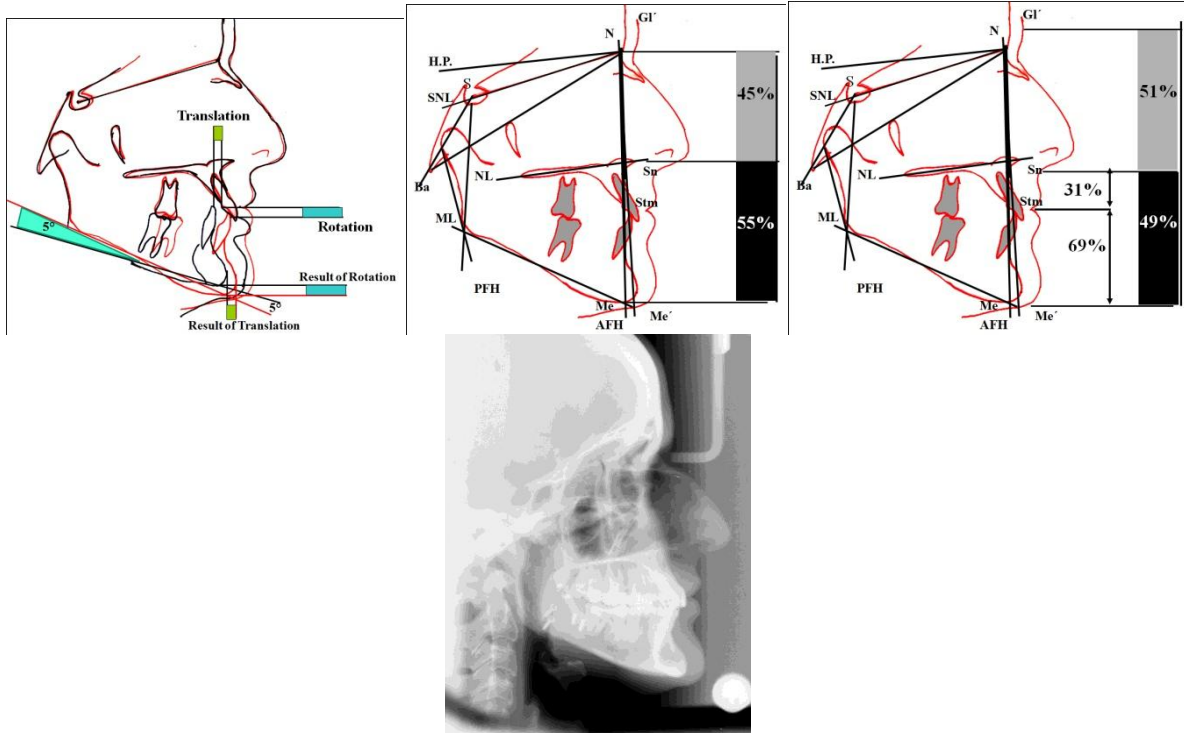 Translation
5°
Rotation
Result of Rotation
5°
Result of Translation
N
Gl´
H.P.
S
SNL
45%
Ba
NL
Sn
Stm
ML
55%
PFH
Me
AFH
Me´
N
Gl´
H.P.
S
SNL
51%
Ba
NL
Sn
31%
Stm
ML
49%
69%
PFH
Me
AFH
Me´